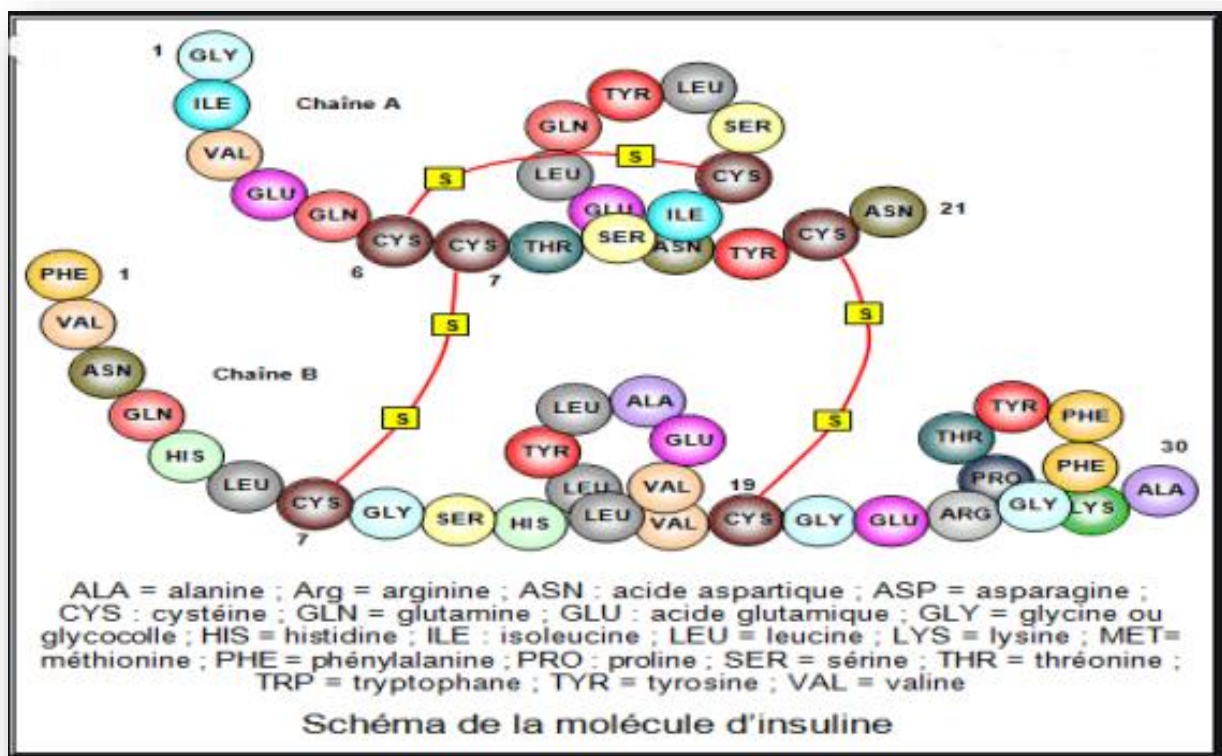 1
GLY
ILE
Chaîne A
VAL
GLU
GLN
CYS
6
CYS
7
THR
SER
ILE
CYS
SER
LEU
TYR
GLN
LEU
GLU
ASN
TYR
CYS
ASN
21
S
S
S
S
S
S
PHE
1
VAL
ASN
Chaîne B
GLN
HIS
LEU
CYS
7
GLY
SER
HIS
LEU
VAL
GLU
ALA
LEU
TYR
LEU
VAL
CYS
19
GLY
GLU
ARG
GLY
PHE
PHE
TYR
THR
PRO
LYS
ALA
30
ALA = alanine ; Arg = arginine ; ASN : acide aspartique ; ASP = asparagine ;
CYS : cystéine ; GLN = glutamine ; GLU : acide glutamique ; GLY = glycine ou
glycocolle ; HIS = histidine ; ILE : isoleucine ; LEU = leucine ; LYS = lysine ; MET=
méthionine ; PHE = phénylalanine ; PRO : proline ; SER = sérine ; THR = thréonine ;
TRP = tryptophane ; TYR = tyrosine ; VAL = valine
Schéma de la molécule d'insuline